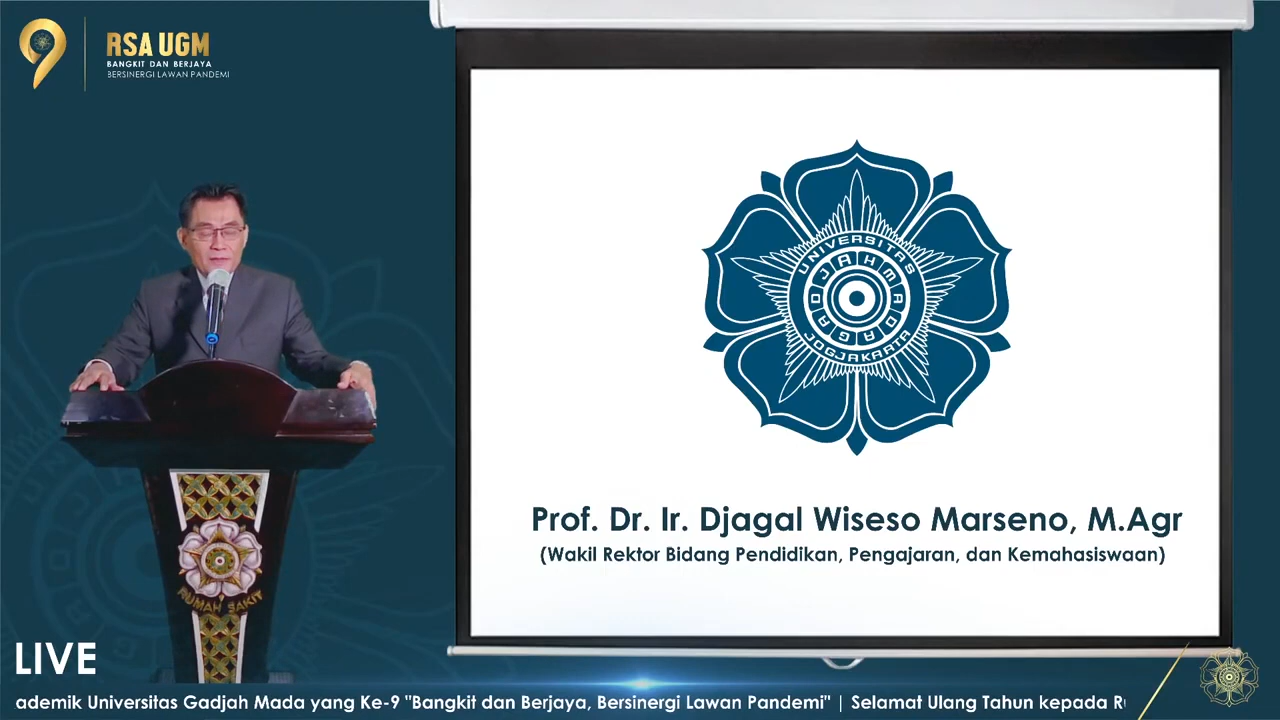 9
RSA UGM
BANGKIT DAN BERJAYA
BERSINERGI LAWAN PANDEMI
UNIVERSITAS
GADJAH MADA
JOGJAKARTA
Prof. Dr. Ir. Djagal Wiseso Marseno, M.Agr
(Wakil Rektor Bidang Pendidikan, Pengajaran, dan Kemahasiswaan)
RUMAH SAKIT
LIVE
ademik Universitas Gadjah Mada yang Ke-9 "Bangkit dan Berjaya, Bersinergi Lawan Pandemi" | Selamat Ulang Tahun kepada Ru